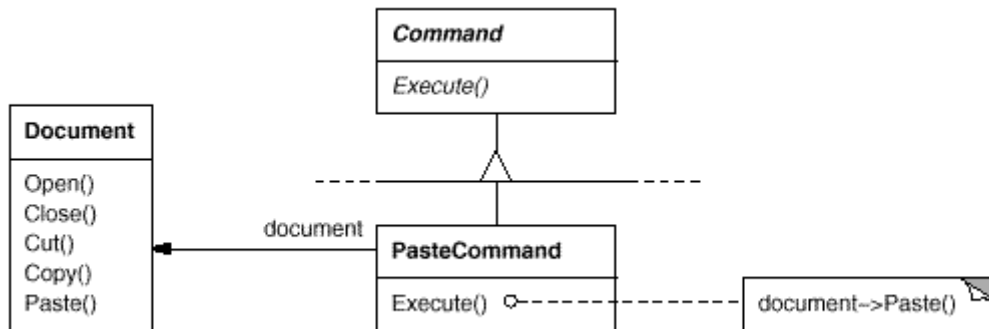 Command
Execute()
Document
Open()
Close()
Cut()
Copy()
Paste()
document
PasteCommand
Execute()
document->Paste()